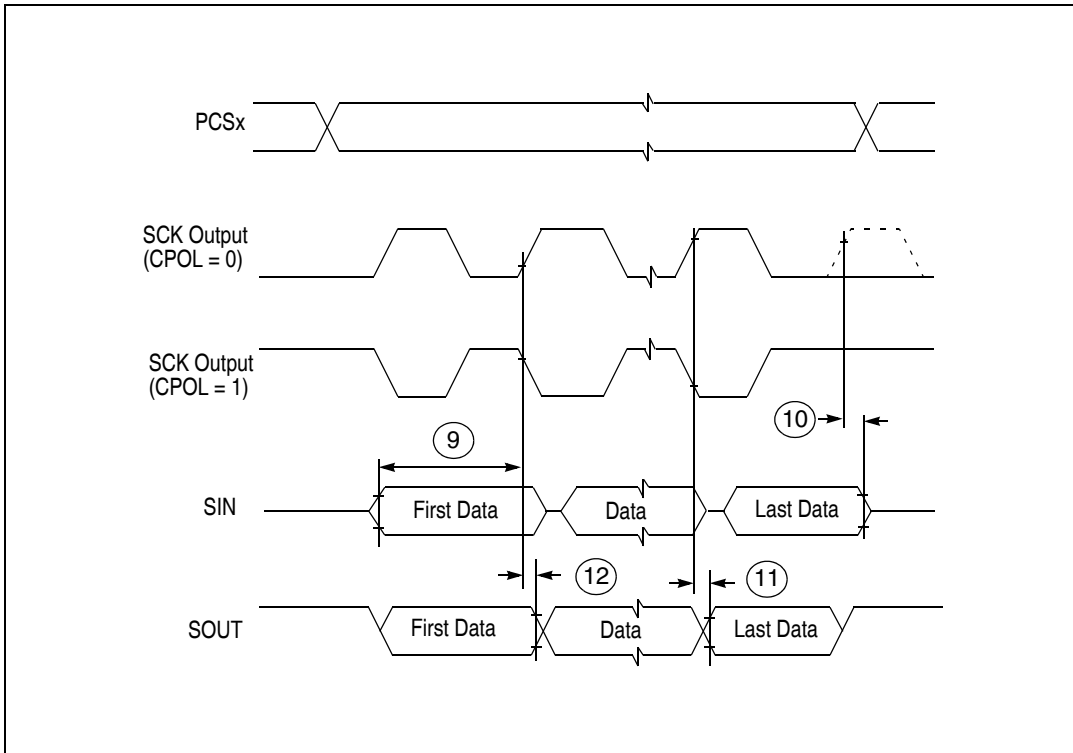 PCSx
SCK Output
(CPOL = 0)
SCK Output
(CPOL = 1)
10
9
SIN
First Data
Data
Last Data
12
11
SOUT
First Data
Data
Last Data